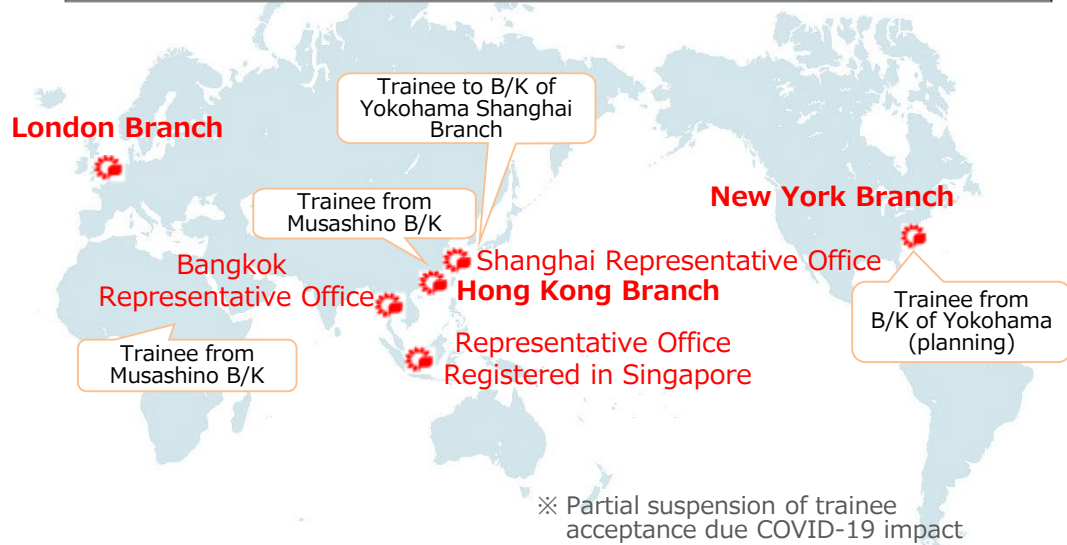 Trainee to B/K of
Yokohama Shanghai
Branch
London Branch
Trainee from
Musashino B/K
New York Branch
Bangkok
Representative Office
Shanghai Representative Office
Hong Kong Branch
Trainee from
B/K of Yokohama
(planning)
Trainee from
Musashino B/K
Representative Office
Registered in Singapore
※ Partial suspension of trainee
acceptance due COVID-19 impact